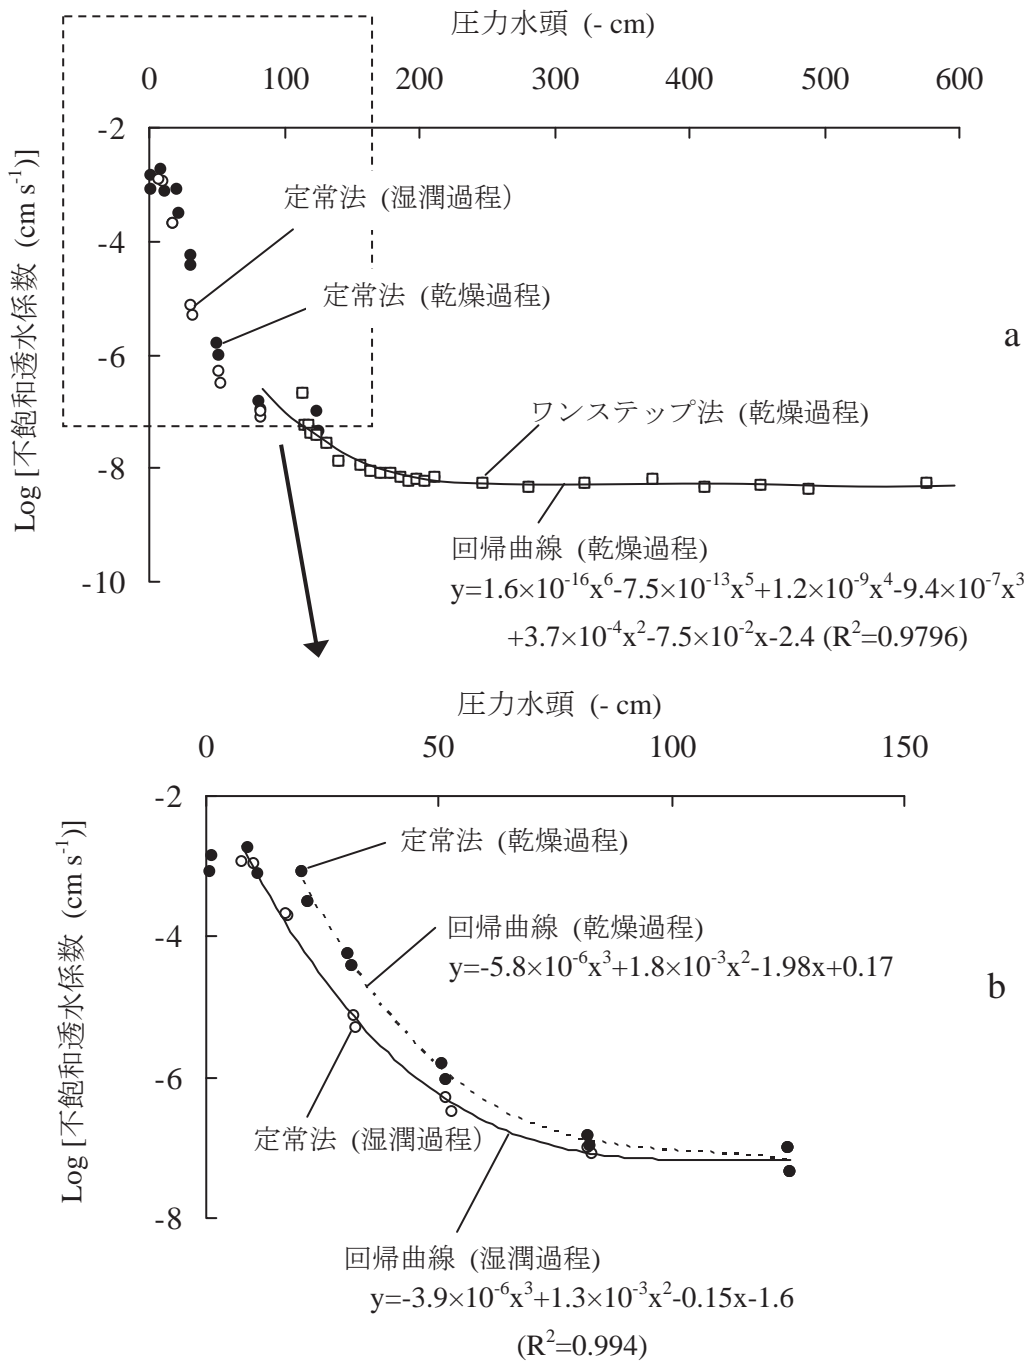 圧力水頭 (- cm)
0 100 200 300 400 500 600
-2
-4
-6
-8
-10
Log [不飽和透水係数 (cm s⁻¹)]
定常法 (湿潤過程)
定常法 (乾燥過程)
a
ワンステップ法 (乾燥過程)
回帰曲線 (乾燥過程)
y=1.6×10⁻¹⁶x⁶-7.5×10⁻¹³x⁵+1.2×10⁻⁹x⁴-9.4×10⁻⁷x³
+3.7×10⁻⁴x²-7.5×10⁻²x-2.4 (R²=0.9796)
圧力水頭 (- cm)
0 50 100 150
-2
-4
-6
-8
Log [不飽和透水係数 (cm s⁻¹)]
定常法 (乾燥過程)
回帰曲線 (乾燥過程)
y=-5.8×10⁻⁶x³+1.8×10⁻³x²-1.98x+0.17
b
定常法 (湿潤過程)
回帰曲線 (湿潤過程)
y=-3.9×10⁻⁶x³+1.3×10⁻³x²-0.15x-1.6
(R²=0.994)